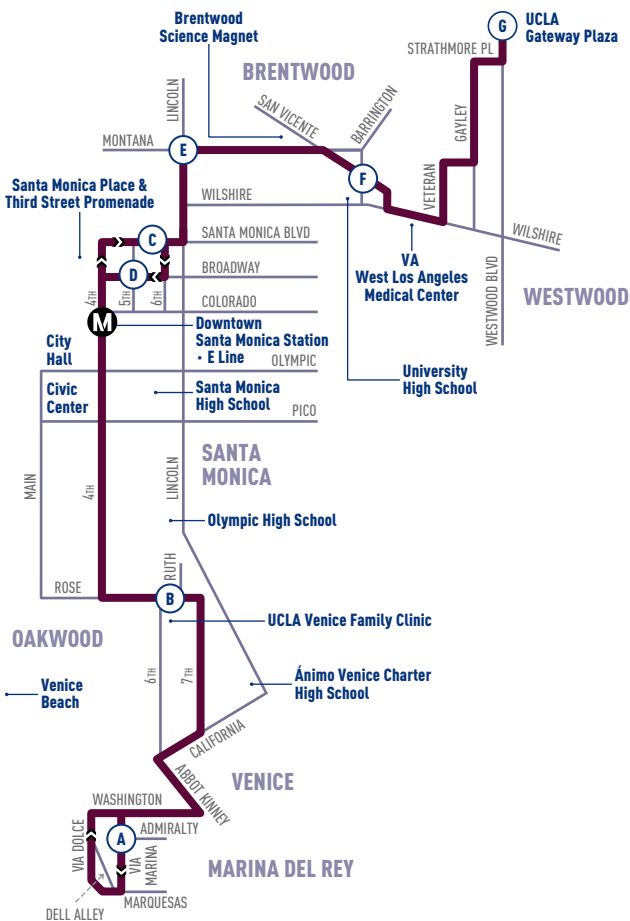 Brentwood
Science Magnet
G
UCLA
Gateway Plaza
STRATHMORE PL
BRENTWOOD
LINCOLN
SAN VICENTE
BARRINGTON
GAYLEY
MONTANA
E
F
VETERAN
Santa Monica Place &
Third Street Promenade
WILSHIRE
WILSHIRE
C
SANTA MONICA BLVD
VA
West Los Angeles
Medical Center
WESTWOOD BLVD
WESTWOOD
D
BROADWAY
4TH
5TH
6TH
COLORADO
M
Downtown
Santa Monica Station
• E Line
City
Hall
OLYMPIC
University
High School
Civic
Center
Santa Monica
High School
PICO
SANTA
MONICA
MAIN
4TH
LINCOLN
Olympic High School
RUTH
ROSE
B
UCLA Venice Family Clinic
OAKWOOD
6TH
7TH
Ánimo Venice Charter
High School
Venice
Beach
CALIFORNIA
ABBOT KINNEY
VENICE
WASHINGTON
VIA DOLCE
A
ADMIRALTY
VIA
MARINA
MARINA DEL REY
MARQUESAS
DELL ALLEY